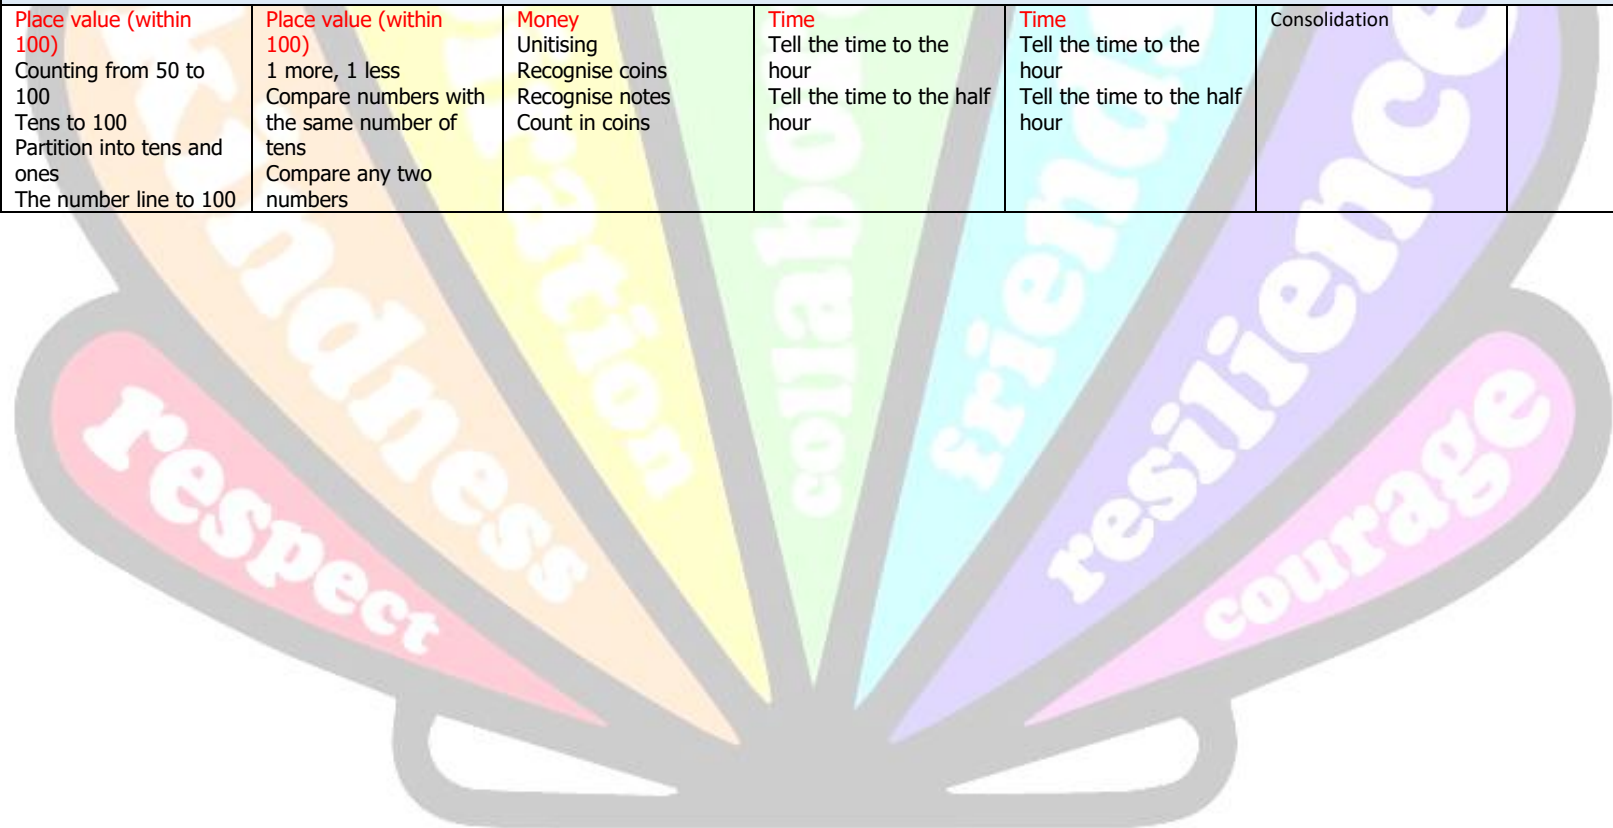 Place value (within
100)
Counting from 50 to
100
Tens to 100
Partition into tens and
ones
The number line to 100
Place value (within
100)
1 more, 1 less
Compare numbers with
the same number of
tens
Compare any two
numbers
Money
Unitising
Recognise coins
Recognise notes
Count in coins
Time
Tell the time to the
hour
Tell the time to the half
hour
Time
Tell the time to the
hour
Tell the time to the half
hour
Consolidation
respect
kindness
resilience
courage